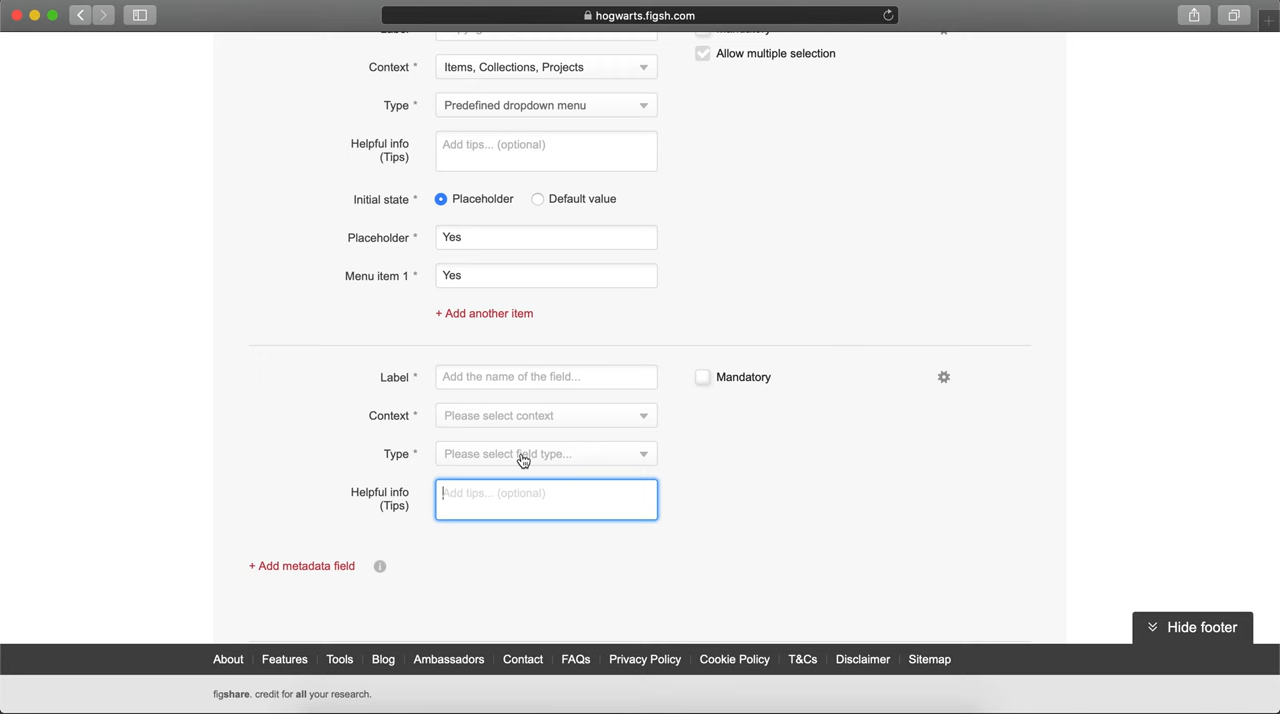 hogwarts.figsh.com
Allow multiple selection
Context * Items, Collections, Projects
Type * Predefined dropdown menu
Helpful info
(Tips)
Add tips... (optional)
Initial state * Placeholder Default value
Placeholder * Yes
Menu item 1 * Yes
+ Add another item
Label * Add the name of the field... Mandatory
Context * Please select context
Type * Please select field type...
Helpful info
(Tips)
Add tips... (optional)
+ Add metadata field
Hide footer
About Features Tools Blog Ambassadors Contact FAQs Privacy Policy Cookie Policy T&Cs Disclaimer Sitemap
figshare. credit for all your research.